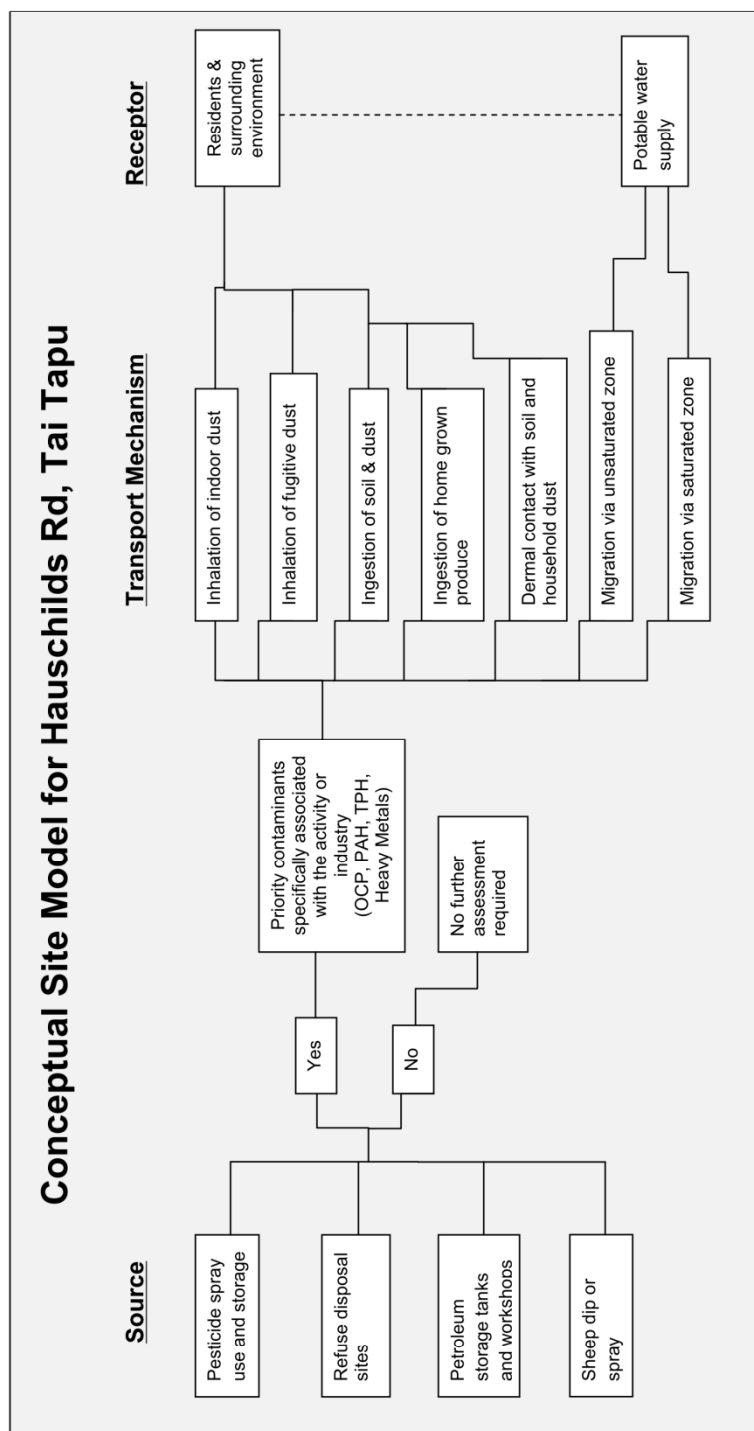 Conceptual Site Model for Hauschilds Rd, Tai Tapu
Source
Pesticide spray
use and storage
Refuse disposal
sites
Petroleum
storage tanks
and workshops
Sheep dip or
spray
Yes
No
Priority contaminants
specifically associated
with the activity or
industry
(OCP, PAH, TPH,
Heavy Metals)
No further
assessment
required
Transport Mechanism
Inhalation of indoor dust
Inhalation of fugitive dust
Ingestion of soil & dust
Ingestion of home grown
produce
Dermal contact with soil and
household dust
Migration via unsaturated zone
Migration via saturated zone
Receptor
Residents &
surrounding
environment
Potable water
supply